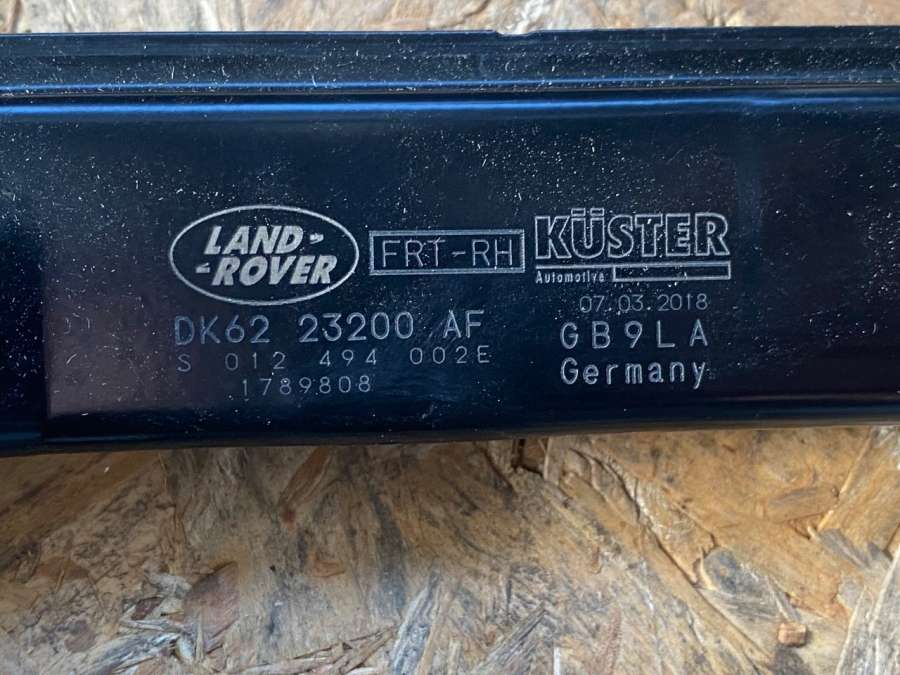 LAND-
-ROVER
FRT-RH
KÜSTER
Automotive
07.03.2018
DK62 23200 AF
GB9LA
S 012 494 002E
Germany
1789808